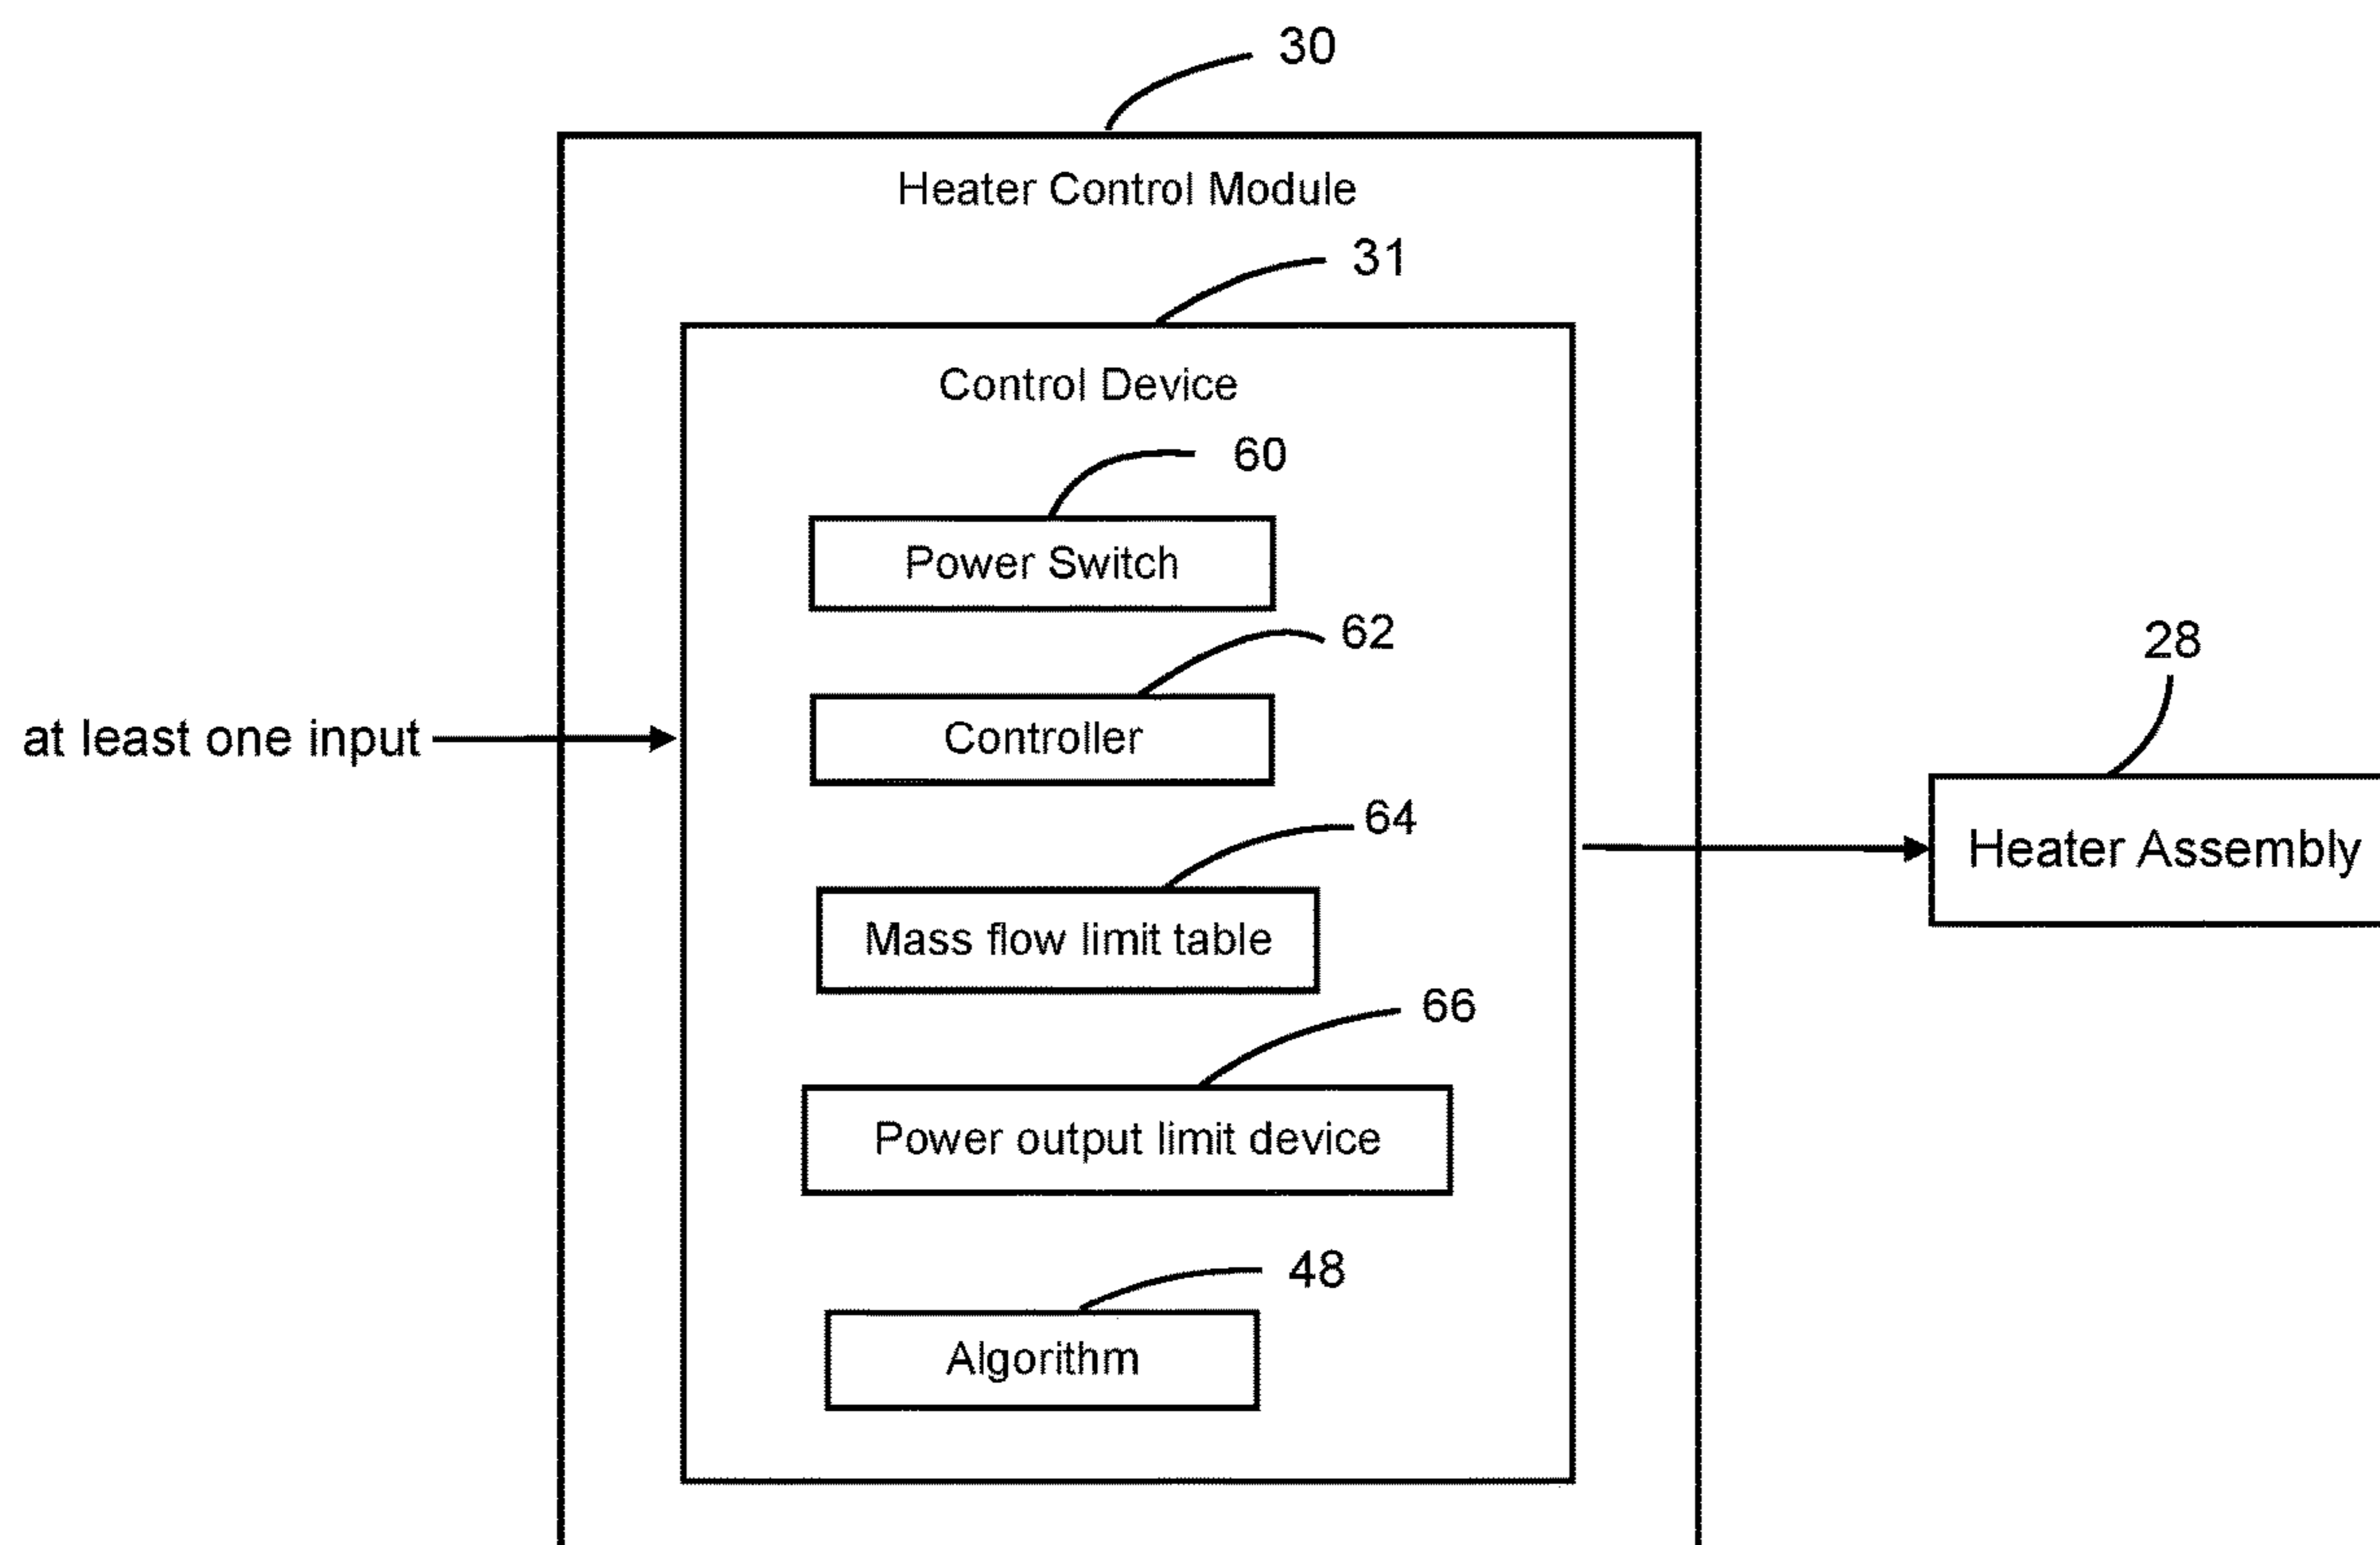 30
Heater Control Module
31
Control Device
60
Power Switch
62
Controller
at least one input
28
64
Heater Assembly
Mass flow limit table
66
Power output limit device
48
Algorithm